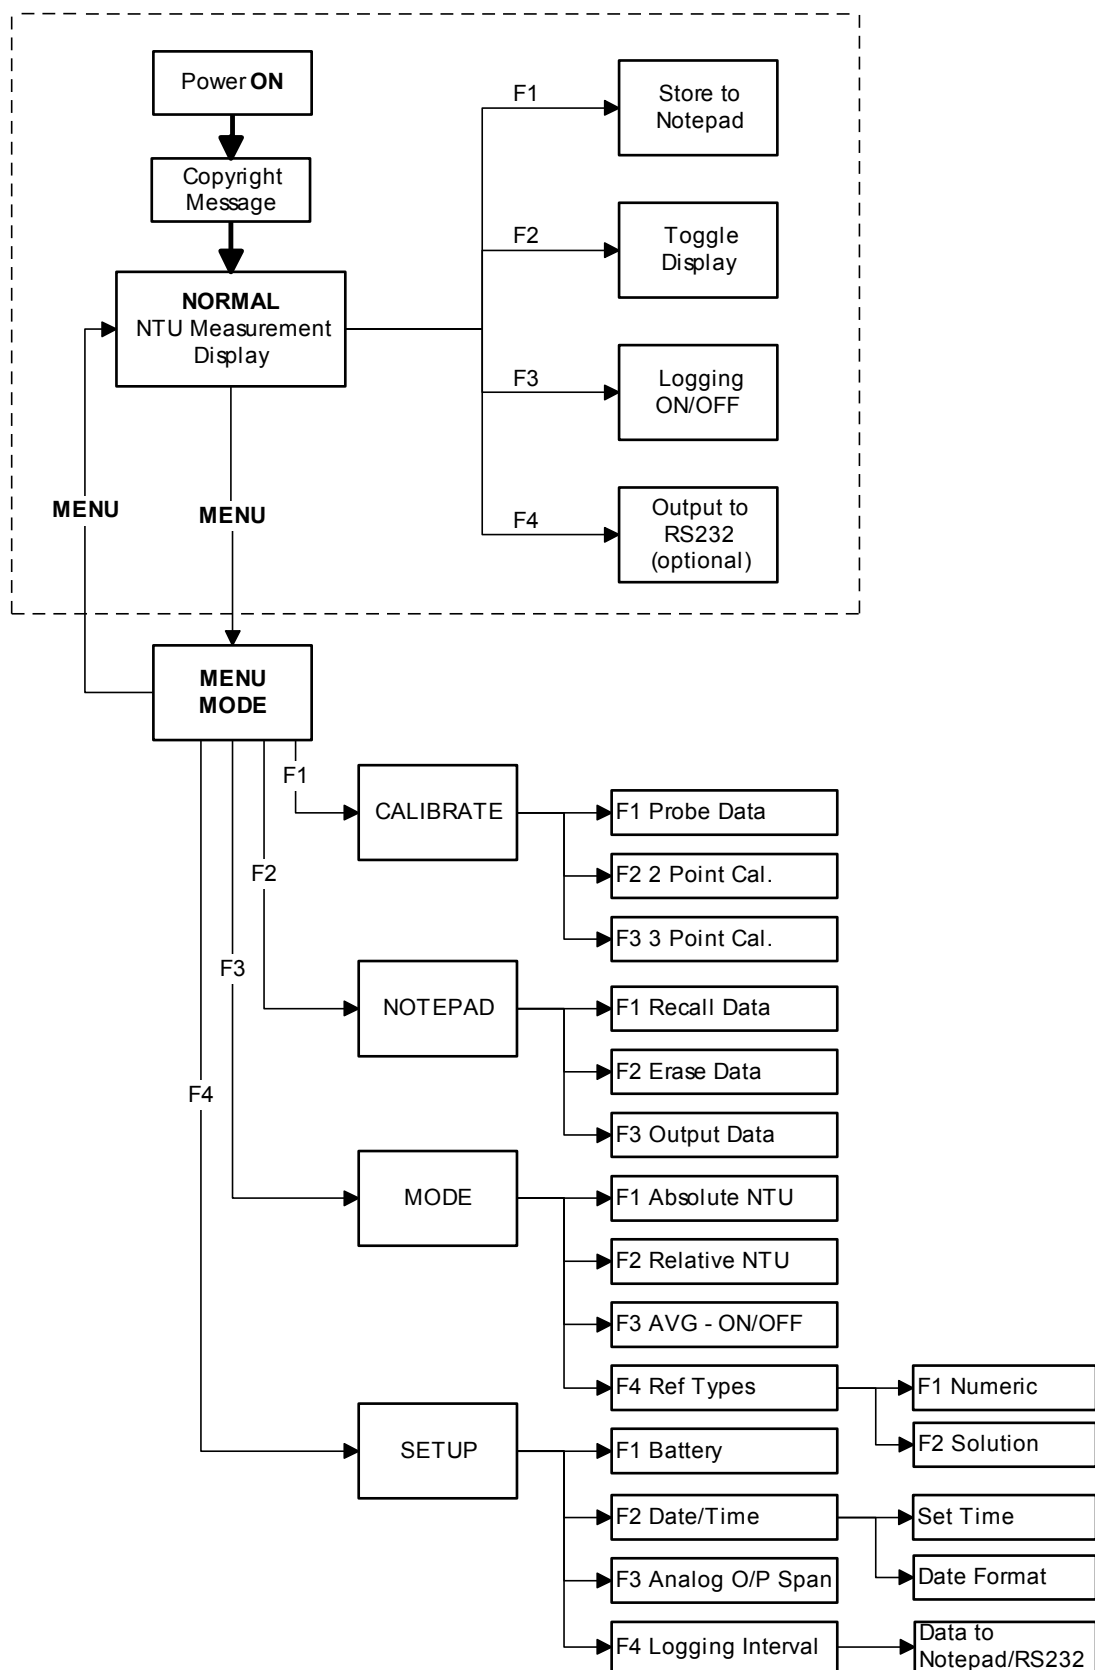 Power ON
Copyright
Message
NORMAL
NTU Measurement
Display
F1
Store to
Notepad
F2
Toggle
Display
F3
Logging
ON/OFF
F4
Output to
RS232
(optional)
MENU
MENU
MENU
MODE
F1
CALIBRATE
F1 Probe Data
F2 2 Point Cal.
F3 3 Point Cal.
F2
NOTEPAD
F1 Recall Data
F2 Erase Data
F3 Output Data
F3
MODE
F1 Absolute NTU
F2 Relative NTU
F3 AVG - ON/OFF
F4 Ref Types
F1 Numeric
F2 Solution
F4
SETUP
F1 Battery
F2 Date/Time
Set Time
Date Format
F3 Analog O/P Span
F4 Logging Interval
Data to
Notepad/RS232